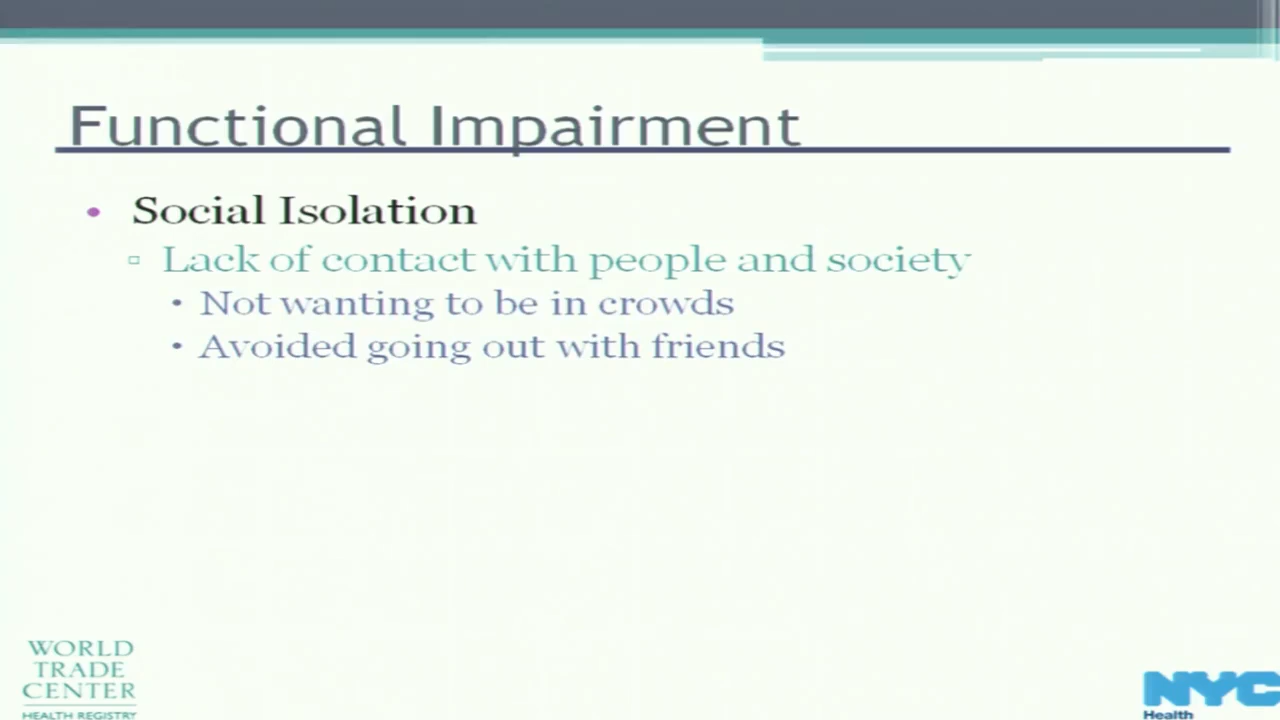 Functional Impairment
• Social Isolation
▫ Lack of contact with people and society
• Not wanting to be in crowds
• Avoided going out with friends
WORLD
TRADE
CENTER
HEALTH REGISTRY
NYC
Health